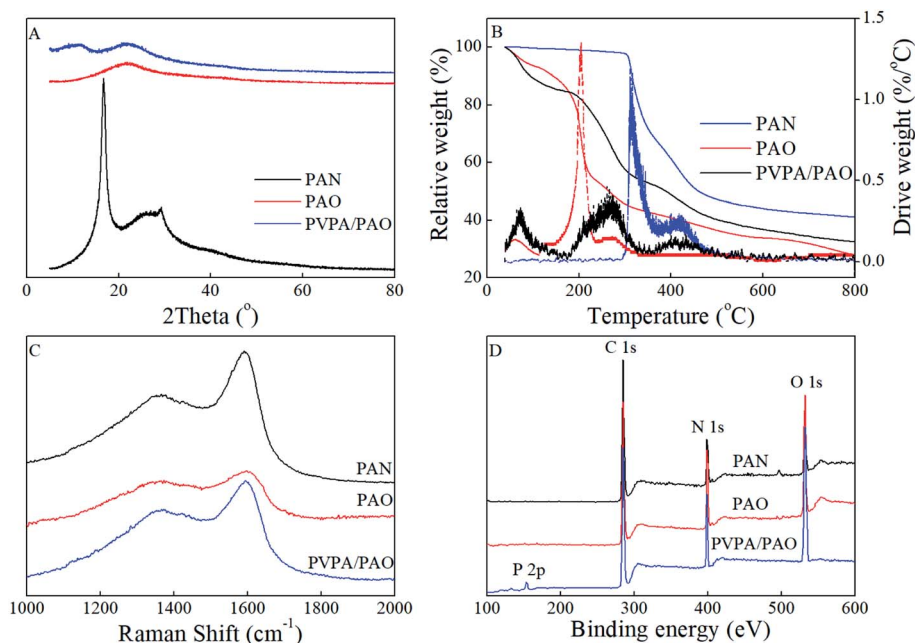 A
PAN
PAO
PVPA/PAO
0 20 40 60 80
2Theta (°)
B
100
80
60
40
20
Relative weight (%)
1.5
1.0
0.5
0.0
Drive weight (%/°C)
PAN
PAO
PVPA/PAO
0 200 400 600 800
Temperature (°C)
C
PAN
PAO
PVPA/PAO
1000 1200 1400 1600 1800 2000
Raman Shift (cm⁻¹)
D
C 1s
N 1s
O 1s
PAN
PAO
PVPA/PAO
P 2p
100 200 300 400 500 600
Binding energy (eV)